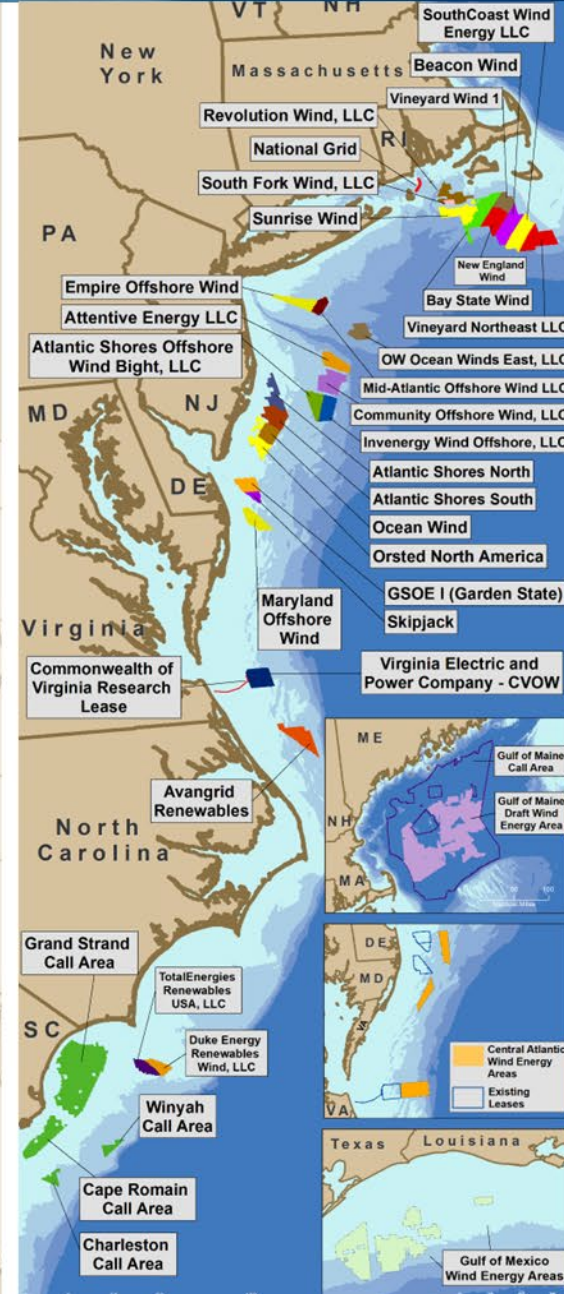 VT
NH
SouthCoast Wind
Energy LLC
New
York
Massachusetts
Beacon Wind
Vineyard Wind 1
Revolution Wind, LLC
RI
National Grid
South Fork Wind, LLC
Sunrise Wind
PA
New England
Wind
Empire Offshore Wind
Bay State Wind
Attentive Energy LLC
Vineyard Northeast LLC
Atlantic Shores Offshore
Wind Bight, LLC
OW Ocean Winds East, LLC
Mid-Atlantic Offshore Wind LLC
MD
NJ
Community Offshore Wind, LLC
Invenergy Wind Offshore, LLC
Atlantic Shores North
DE
Atlantic Shores South
Ocean Wind
Orsted North America
GSOE I (Garden State)
Skipjack
Maryland
Offshore
Wind
Virginia
Commonwealth of
Virginia Research
Lease
Virginia Electric and
Power Company - CVOW
Avangrid
Renewables
North
Carolina
ME
Gulf of Maine
Call Area
Gulf of Maine
Draft Wind
Energy Area
NH
MA
Grand Strand
Call Area
TotalEnergies
Renewables
USA, LLC
SC
Duke Energy
Renewables
Wind, LLC
Winyah
Call Area
Cape Romain
Call Area
Charleston
Call Area
DE
MD
VA
VA
Central Atlantic
Wind Energy
Areas
Existing
Leases
Texas
Louisiana
Gulf of Mexico
Wind Energy Areas